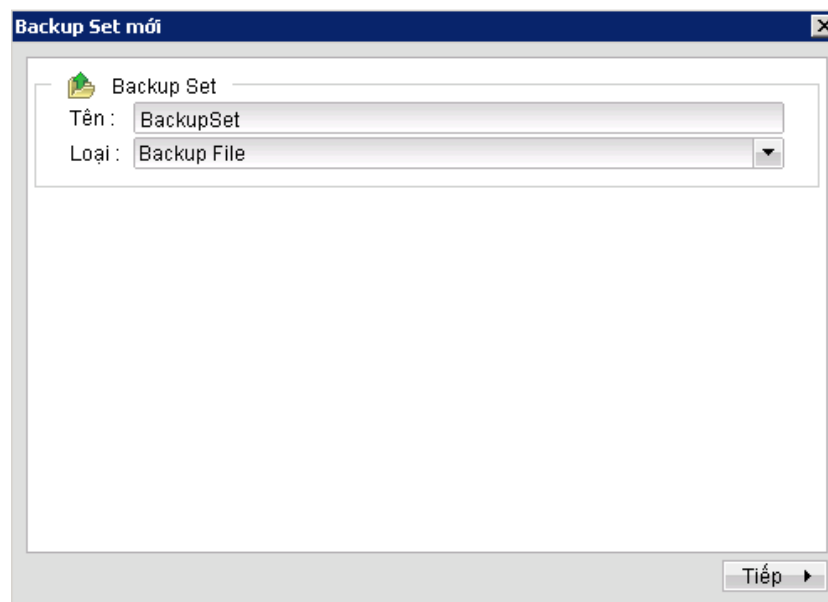 Backup Set mới
Backup Set
Tên : BackupSet
Loại : Backup File
Tiếp